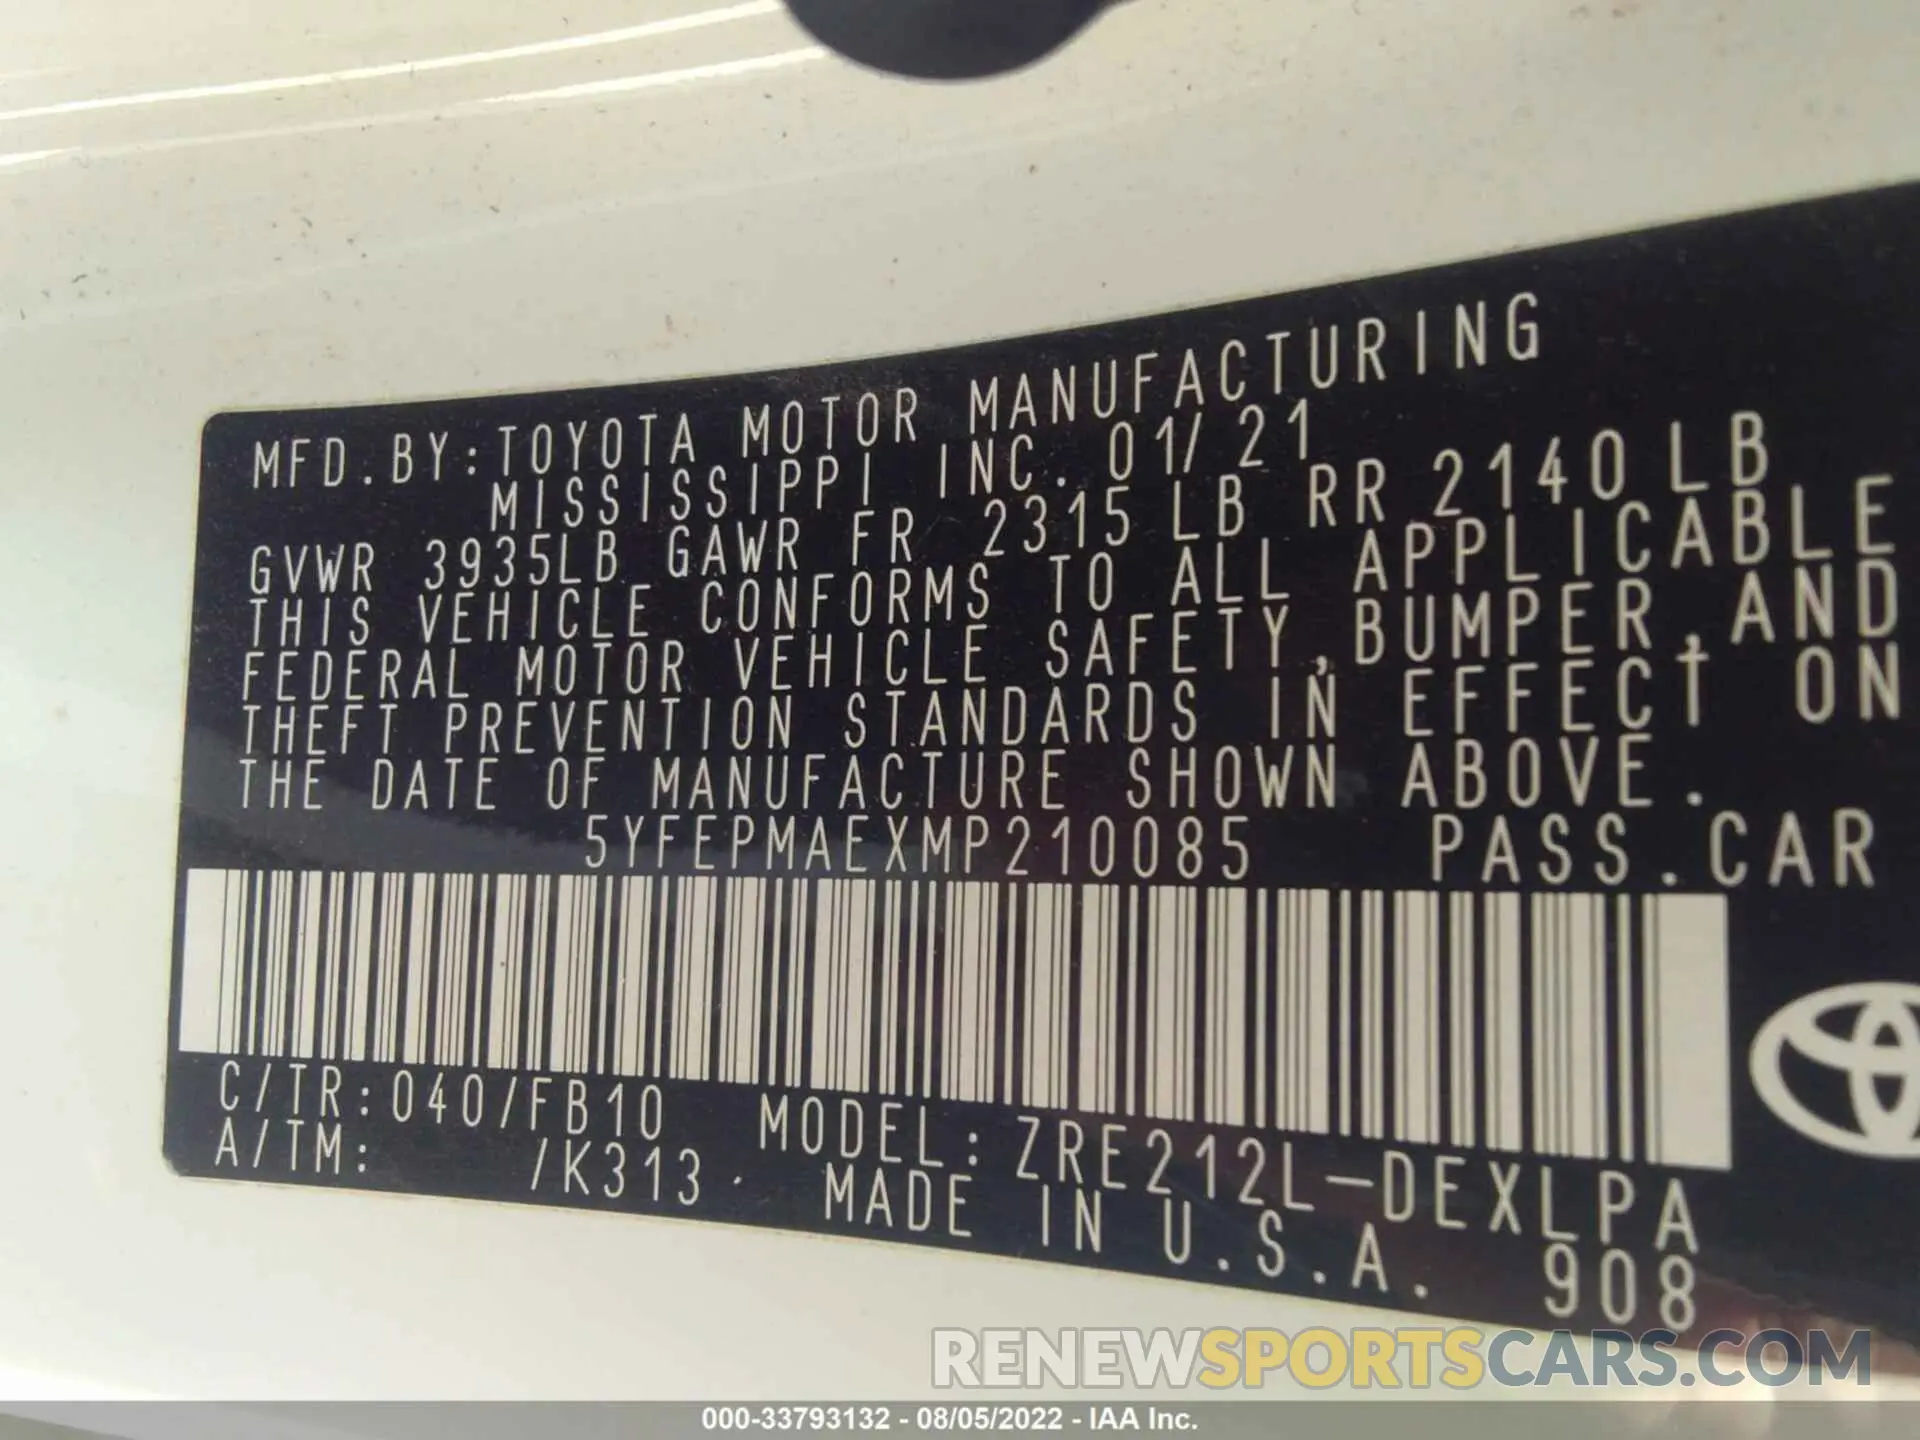 MFD.BY:TOYOTA MOTOR MANUFACTURING
MISSISSIPPI INC. 01/21
GVWR 3935LB GAWR FR 2315LB RR 2140LB
THIS VEHICLE CONFORMS TO ALL APPLICABLE
FEDERAL MOTOR VEHICLE SAFETY,BUMPER,AND
THEFT PREVENTION STANDARDS IN EFFECT ON
THE DATE OF MANUFACTURE SHOWN ABOVE.
5YFEPMAEXMP210085 PASS.CAR
C/TR:040/FB10 MODEL:ZRE212L-DEXLPA
A/TM: /K313 MADE IN U.S.A. 908
RENEWSPORTSCARS.COM
000-33793132 - 08/05/2022 - IAA Inc.